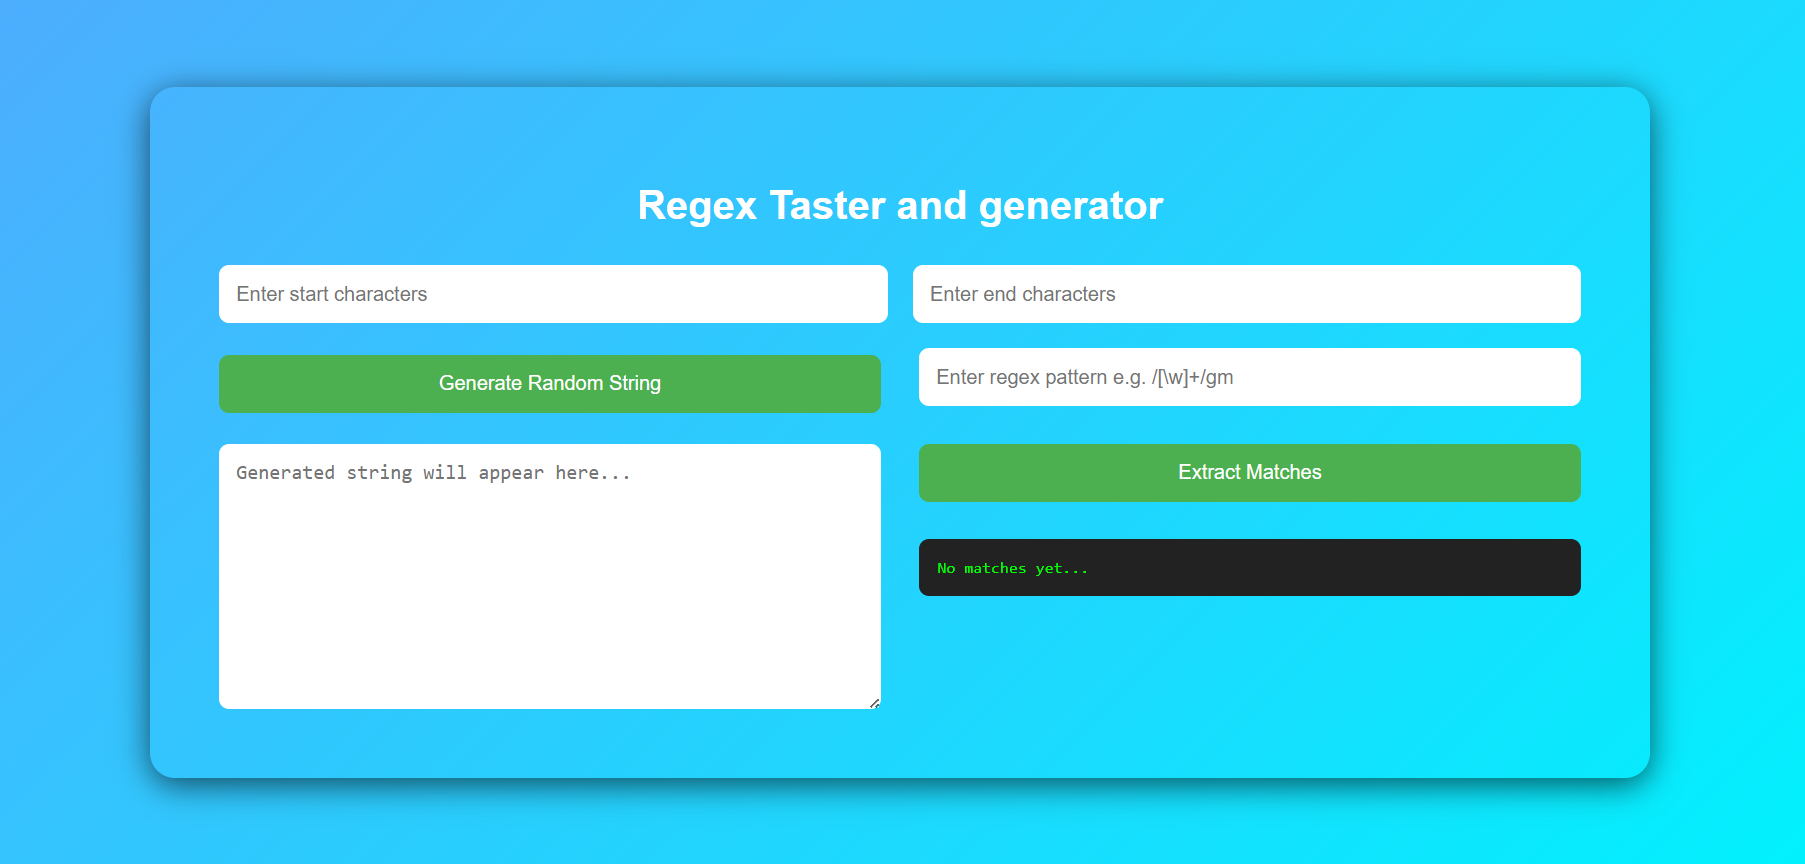 Regex Taster and generator
Enter start characters
Enter end characters
Generate Random String
Enter regex pattern e.g. /[\w]+/gm
Generated string will appear here...
Extract Matches
No matches yet...